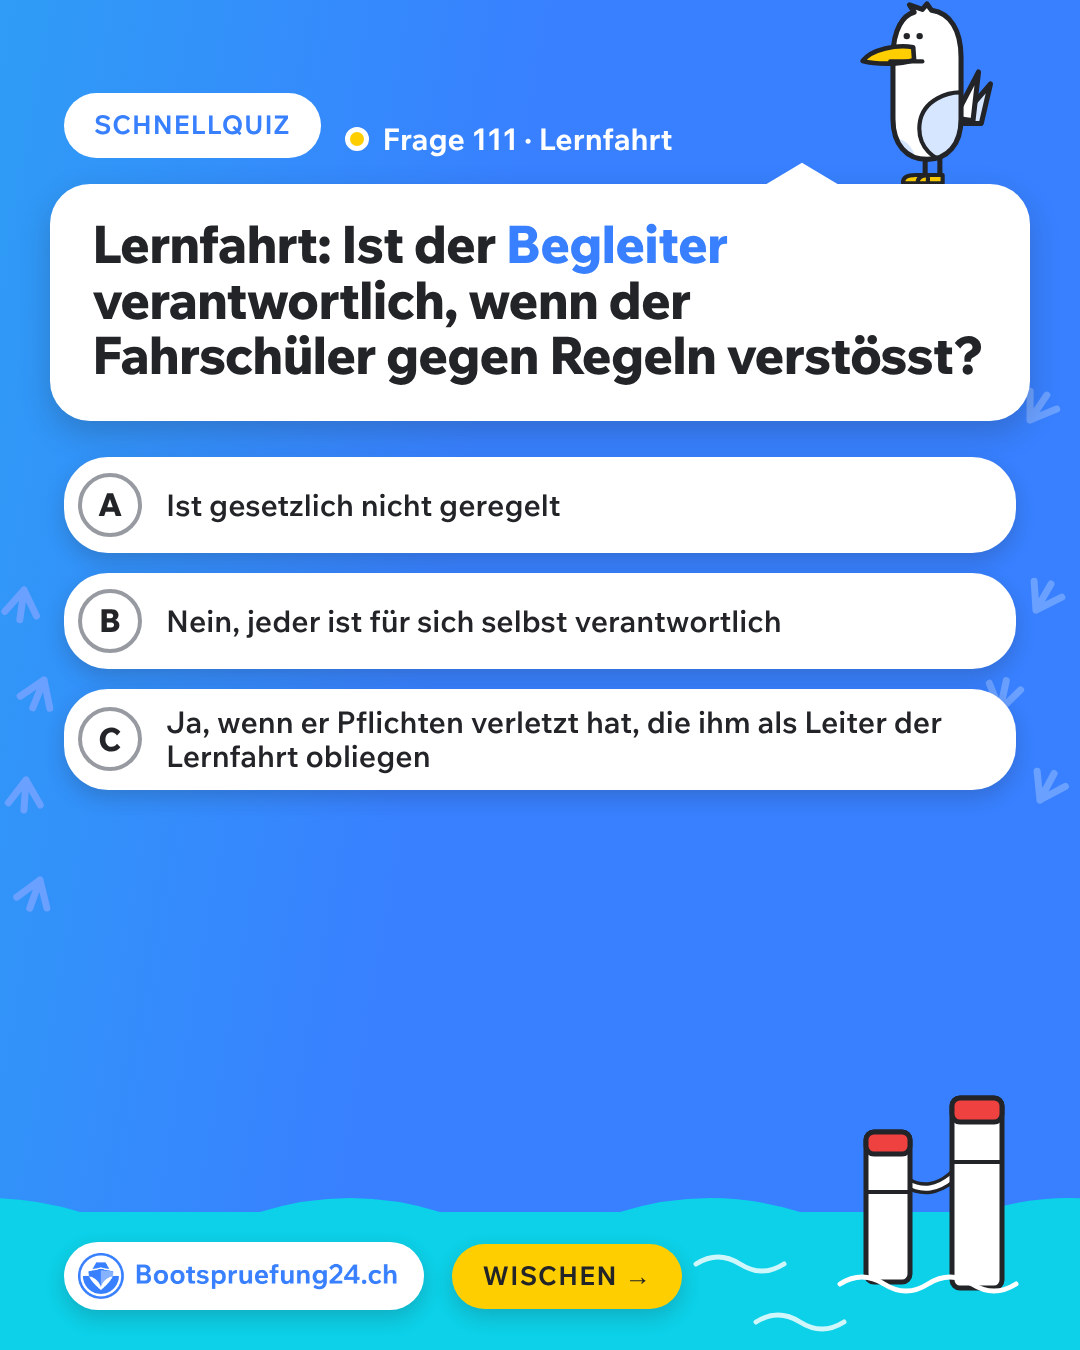 SCHNELLQUIZ
Frage 111 · Lernfahrt
Lernfahrt: Ist der Begleiter
verantwortlich, wenn der
Fahrschüler gegen Regeln verstösst?
A Ist gesetzlich nicht geregelt
B Nein, jeder ist für sich selbst verantwortlich
C Ja, wenn er Pflichten verletzt hat, die ihm als Leiter der
Lernfahrt obliegen
Bootspruefung24.ch
WISCHEN →